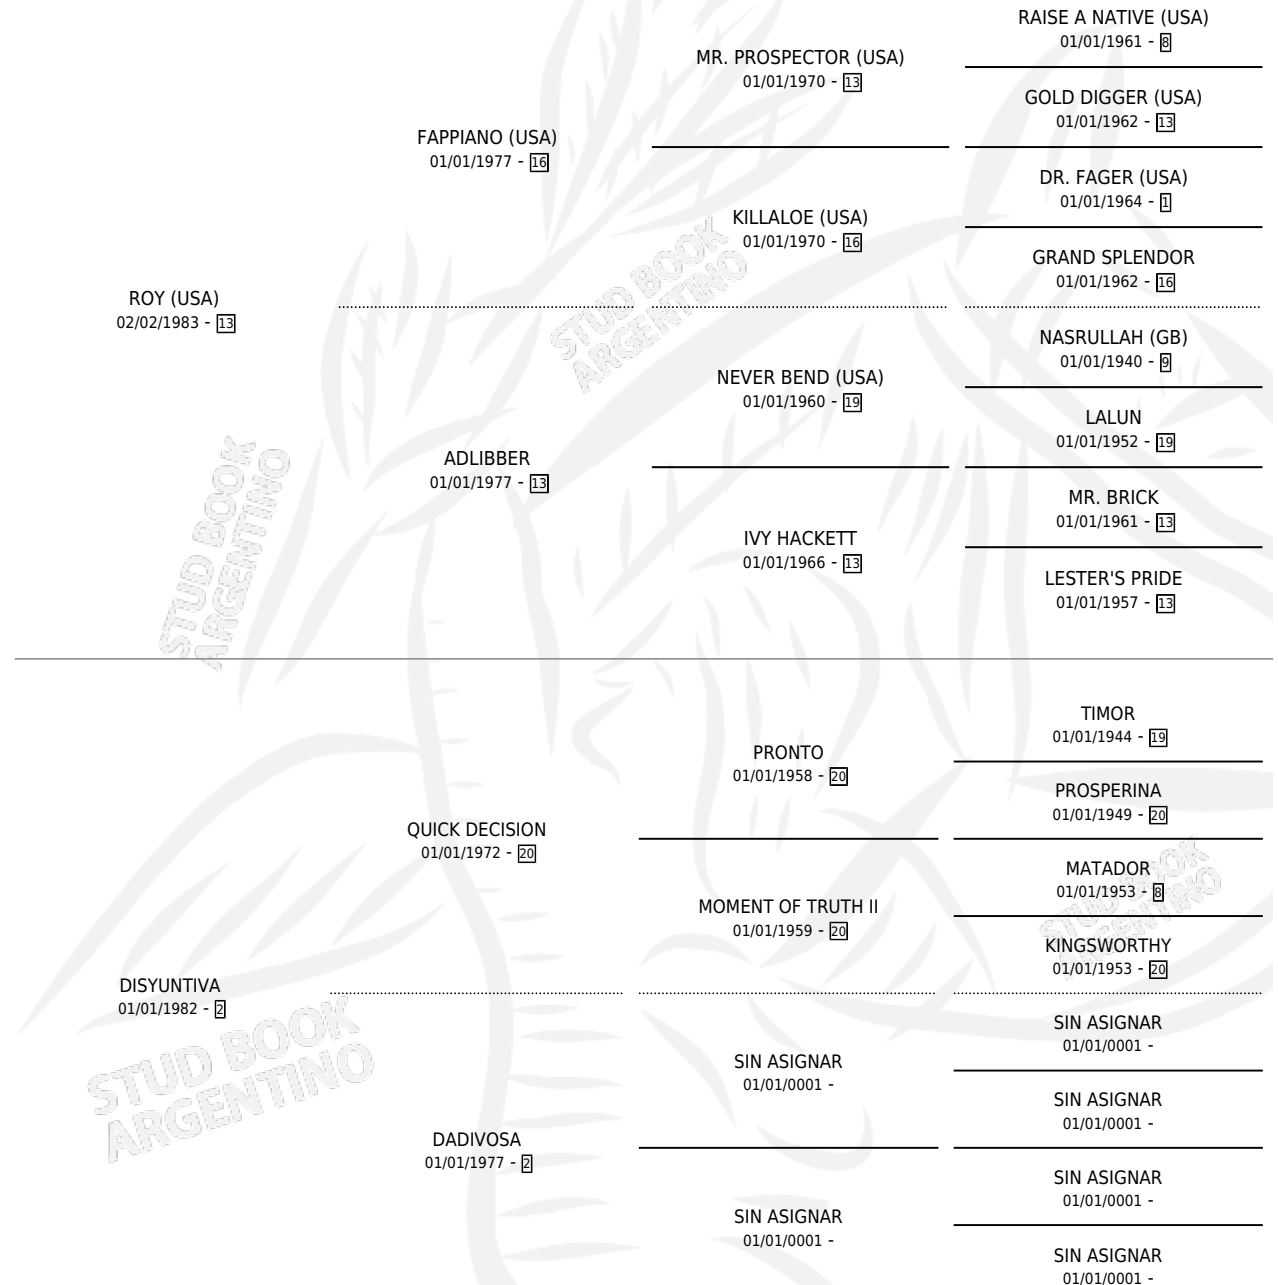 RAISE A NATIVE (USA)
01/01/1961 - 8
MR. PROSPECTOR (USA)
01/01/1970 - 13
GOLD DIGGER (USA)
01/01/1962 - 13
FAPPIANO (USA)
01/01/1977 - 16
DR. FAGER (USA)
01/01/1964 - 1
KILLALOE (USA)
01/01/1970 - 16
GRAND SPLENDOR
01/01/1962 - 16
ROY (USA)
02/02/1983 - 13
STUD BOOK
ARGENTINO
NASRULLAH (GB)
01/01/1940 - 9
NEVER BEND (USA)
01/01/1960 - 19
LALUN
01/01/1952 - 19
ADLIBBER
01/01/1977 - 13
MR. BRICK
01/01/1961 - 13
IVY HACKETT
01/01/1966 - 13
LESTER'S PRIDE
01/01/1957 - 13
STUD BOOK
ARGENTINO
TIMOR
01/01/1944 - 19
PRONTO
01/01/1958 - 20
PROSPERINA
01/01/1949 - 20
QUICK DECISION
01/01/1972 - 20
MATADOR
01/01/1953 - 8
MOMENT OF TRUTH II
01/01/1959 - 20
STUD BOOK
ARGENTINO
KINGSWORTHY
01/01/1953 - 20
DISYUNTIVA
01/01/1982 - 2
SIN ASIGNAR
01/01/0001 -
SIN ASIGNAR
01/01/0001 -
STUD BOOK
ARGENTINO
SIN ASIGNAR
01/01/0001 -
DADIVOSA
01/01/1977 - 2
SIN ASIGNAR
01/01/0001 -
SIN ASIGNAR
01/01/0001 -
SIN ASIGNAR
01/01/0001 -